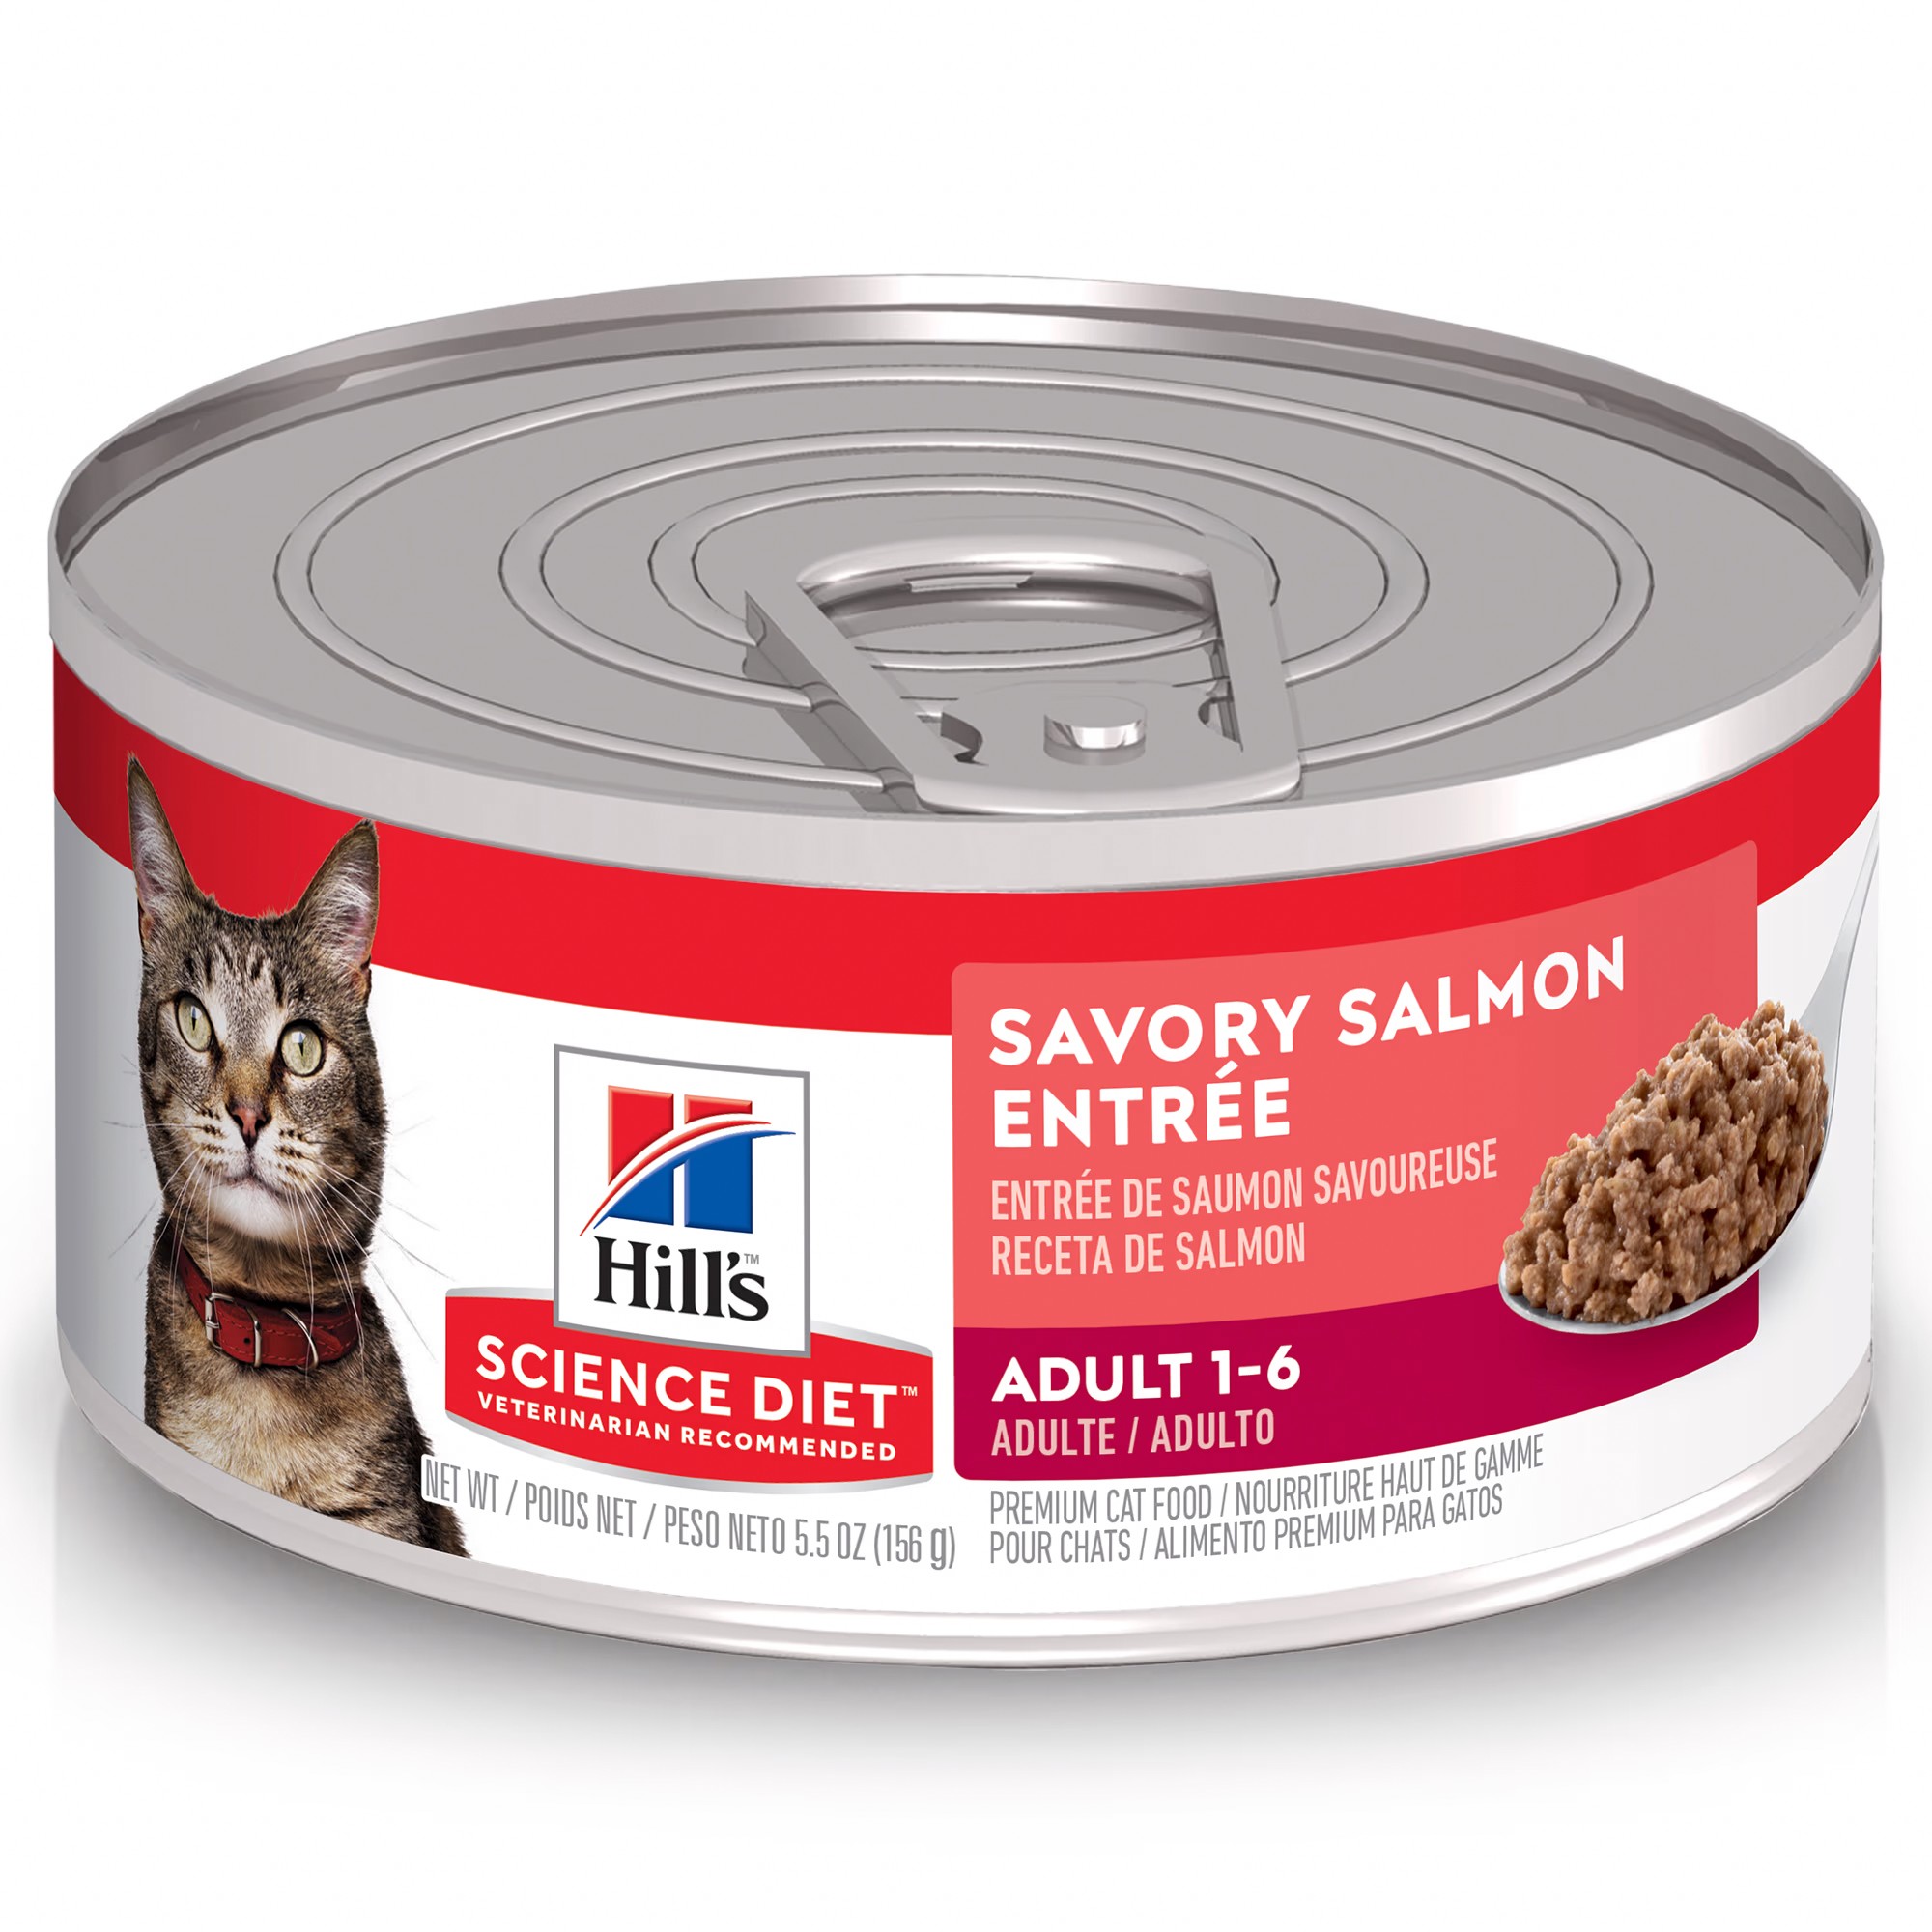 Hill's™
SCIENCE DIET™
VETERINARIAN RECOMMENDED
NET WT / POIDS NET / PESO NETO 5.5 OZ (156 g)
SAVORY SALMON
ENTRÉE
ENTRÉE DE SAUMON SAVOUREUSE
RECETA DE SALMON
ADULT 1-6
ADULTE / ADULTO
PREMIUM CAT FOOD / NOURRITURE HAUT DE GAMME
POUR CHATS / ALIMENTO PREMIUM PARA GATOS